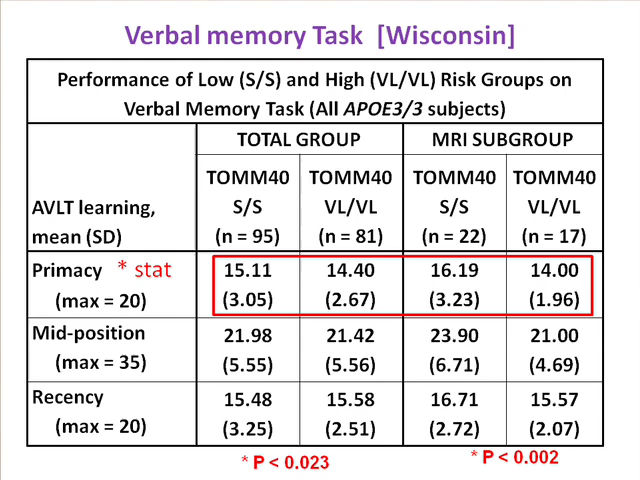 Verbal memory Task [Wisconsin]
Performance of Low (S/S) and High (VL/VL) Risk Groups on
Verbal Memory Task (All APOE3/3 subjects)
TOTAL GROUP MRI SUBGROUP
AVLT learning,
mean (SD)
TOMM40
S/S
(n = 95)
TOMM40
VL/VL
(n = 81)
TOMM40
S/S
(n = 22)
TOMM40
VL/VL
(n = 17)
Primacy * stat 15.11 14.40 16.19 14.00
(max = 20) (3.05) (2.67) (3.23) (1.96)
Mid-position 21.98 21.42 23.90 21.00
(max = 35) (5.55) (5.56) (6.71) (4.69)
Recency 15.48 15.58 16.71 15.57
(max = 20) (3.25) (2.51) (2.72) (2.07)
* P < 0.023 * P < 0.002